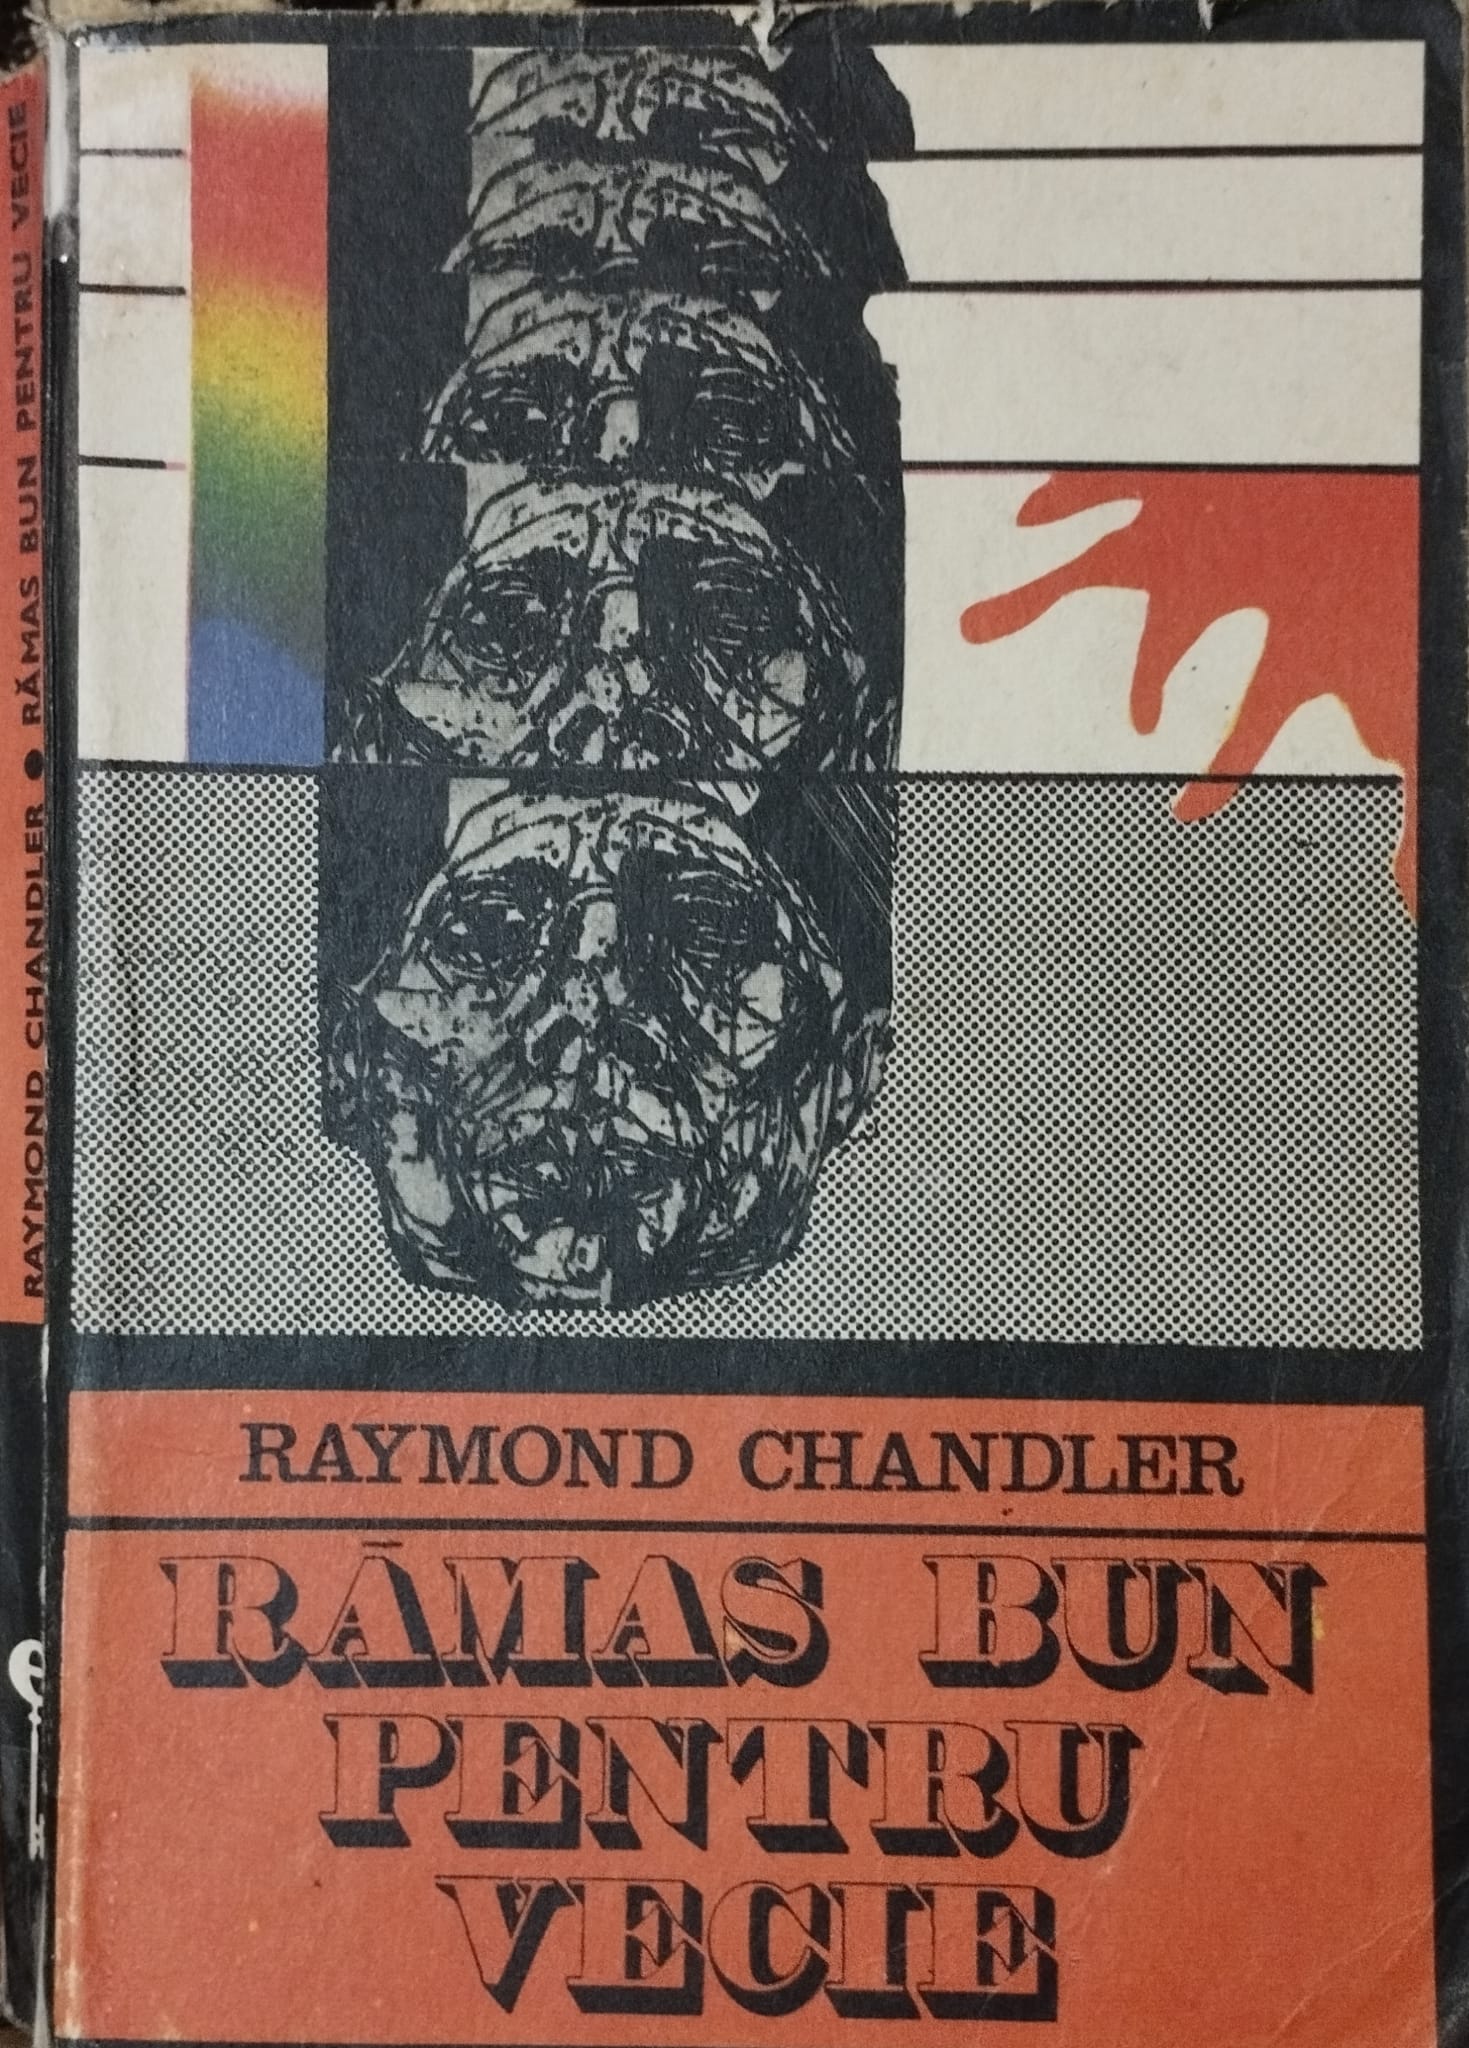 RAYMOND CHANDLER ● RĂMAS BUN PENTRU VECIE
RAYMOND CHANDLER
RĂMAS BUN
PENTRU
VECIE